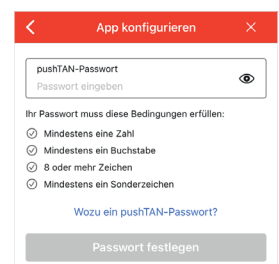 App konfigurieren
pushTAN-Passwort
Passwort eingeben
Ihr Passwort muss diese Bedingungen erfüllen:
Mindestens eine Zahl
Mindestens ein Buchstabe
8 oder mehr Zeichen
Mindestens ein Sonderzeichen
Wozu ein pushTAN-Passwort?
Passwort festlegen